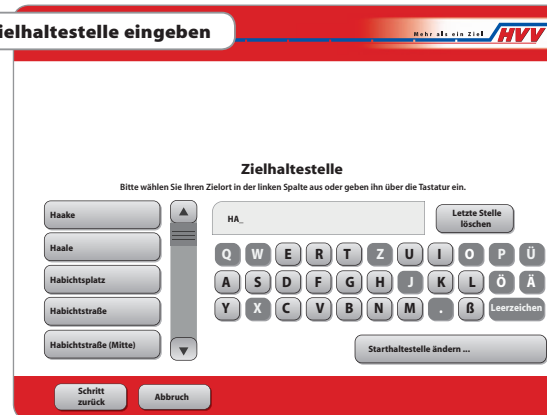 ielhaltestelle eingeben
Mehr als ein Ziel HVV
Zielhaltestelle
Bitte wählen Sie Ihren Zielort in der linken Spalte aus oder geben ihn über die Tastatur ein.
Haake
Haale
Habichtsplatz
Habichtstraße
Habichtstraße (Mitte)
HA_
Letzte Stelle
löschen
Q W E R T Z U I O P Ü
A S D F G H J K L Ö Ä
Y X C V B N M . ß Leerzeichen
Starthaltestelle ändern ...
Schritt
zurück
Abbruch